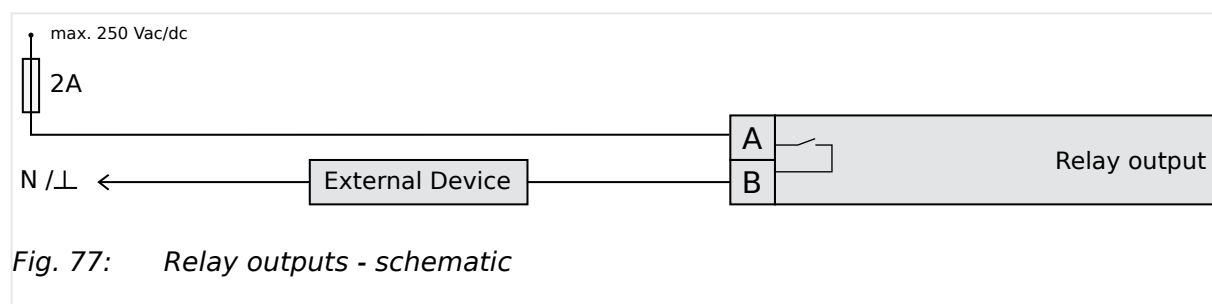 max. 250 Vac/dc
2A
A
Relay output
N /⊥
External Device
B
Fig. 77: Relay outputs - schematic